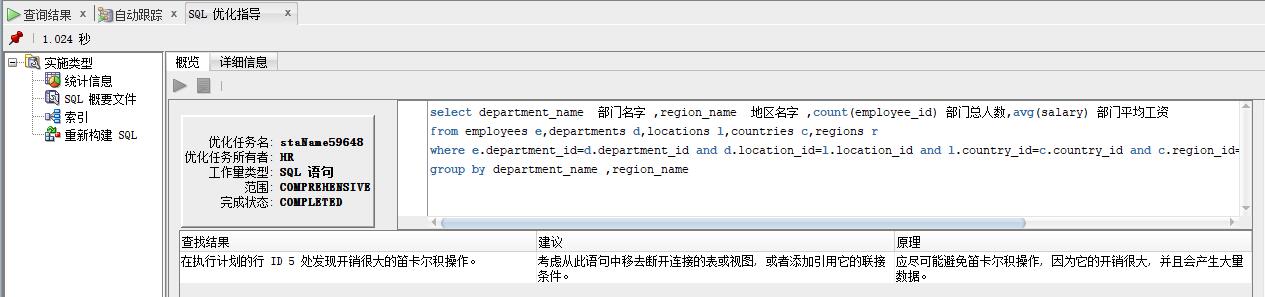 查询结果 x 自动跟踪 x SQL 优化指导 x
1.024 秒
实施类型
统计信息
SQL 概要文件
索引
重新构建 SQL
概览 详细信息
优化任务名: staName59648
优化任务所有者: HR
工作量类型: SQL 语句
范围: COMPREHENSIVE
完成状态: COMPLETED
select department_name 部门名字 ,region_name 地区名字 ,count(employee_id) 部门总人数,avg(salary) 部门平均工资
from employees e,departments d,locations l,countries c,regions r
where e.department_id=d.department_id and d.location_id=l.location_id and l.country_id=c.country_id and c.region_id=
group by department_name ,region_name
查找结果 建议 原理
在执行计划的行 ID 5 处发现开销很大的笛卡尔积操作。
考虑从此语句中移去断开连接的表或视图, 或者添加引用它的联接
条件。
应尽可能避免笛卡尔积操作, 因为它的开销很大, 并且会产生大量
数据。